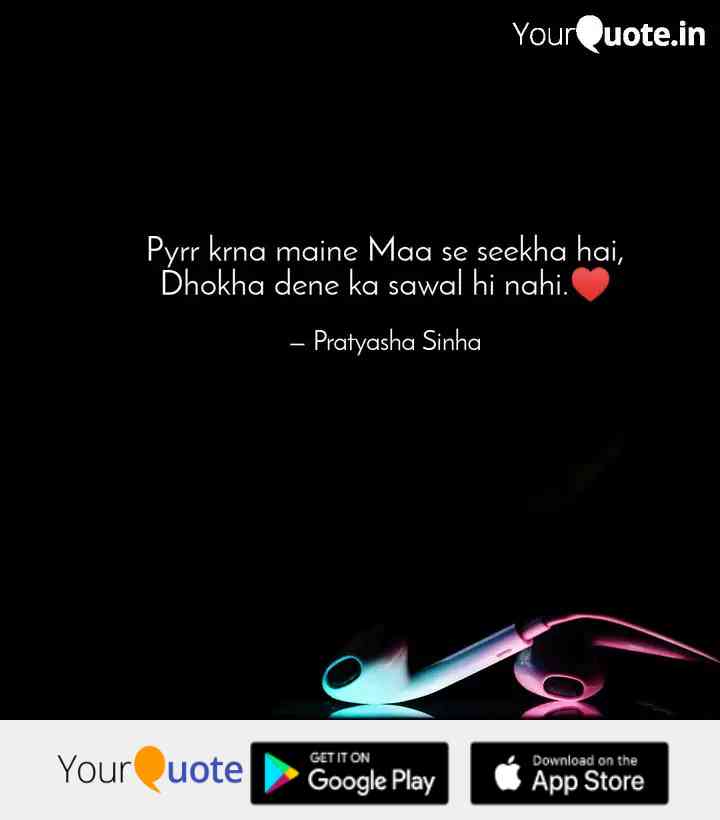 YourQuote.in
Pyrr krna maine Maa se seekha hai,
Dhokha dene ka sawal hi nahi.♥️
– Pratyasha Sinha
YourQuote
GET IT ON
Google Play
Download on the
App Store